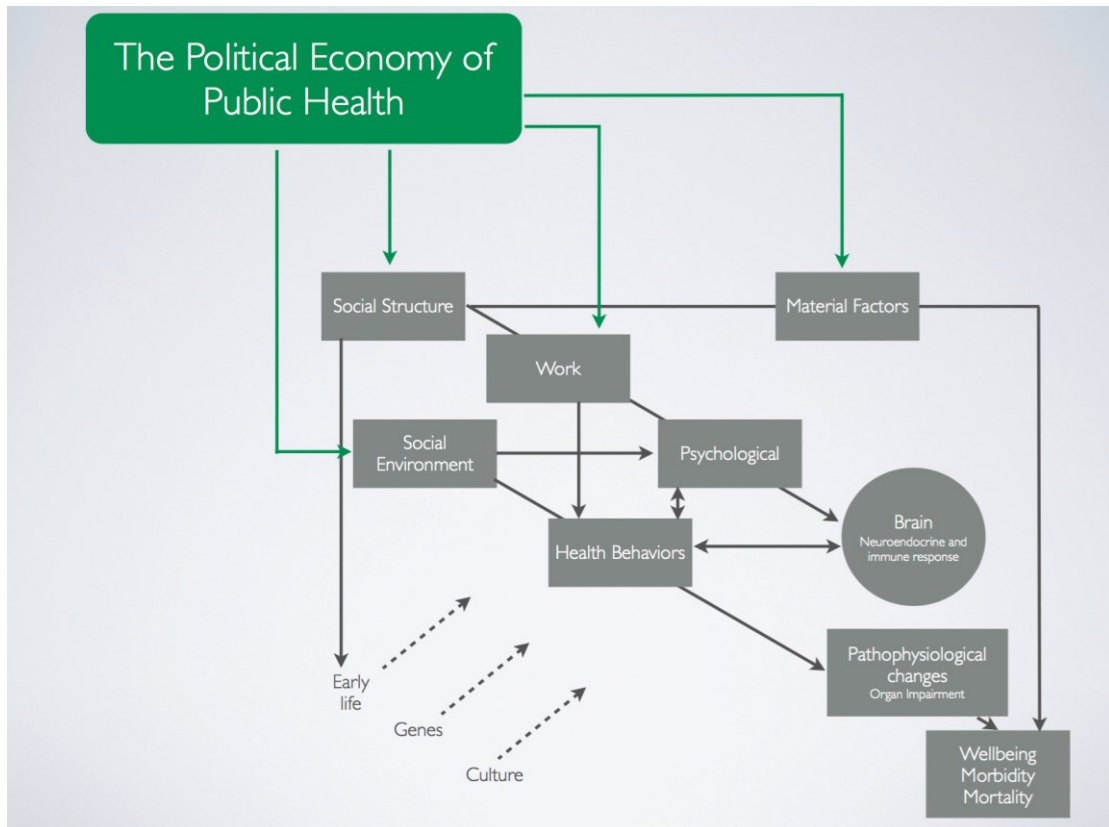 The Political Economy of
Public Health
Social Structure
Material Factors
Work
Social
Environment
Psychological
Brain
Neuroendocrine and
immune response
Health Behaviors
Pathophysiological
changes
Organ Impairment
Early
life
Genes
Culture
Wellbeing
Morbidity
Mortality